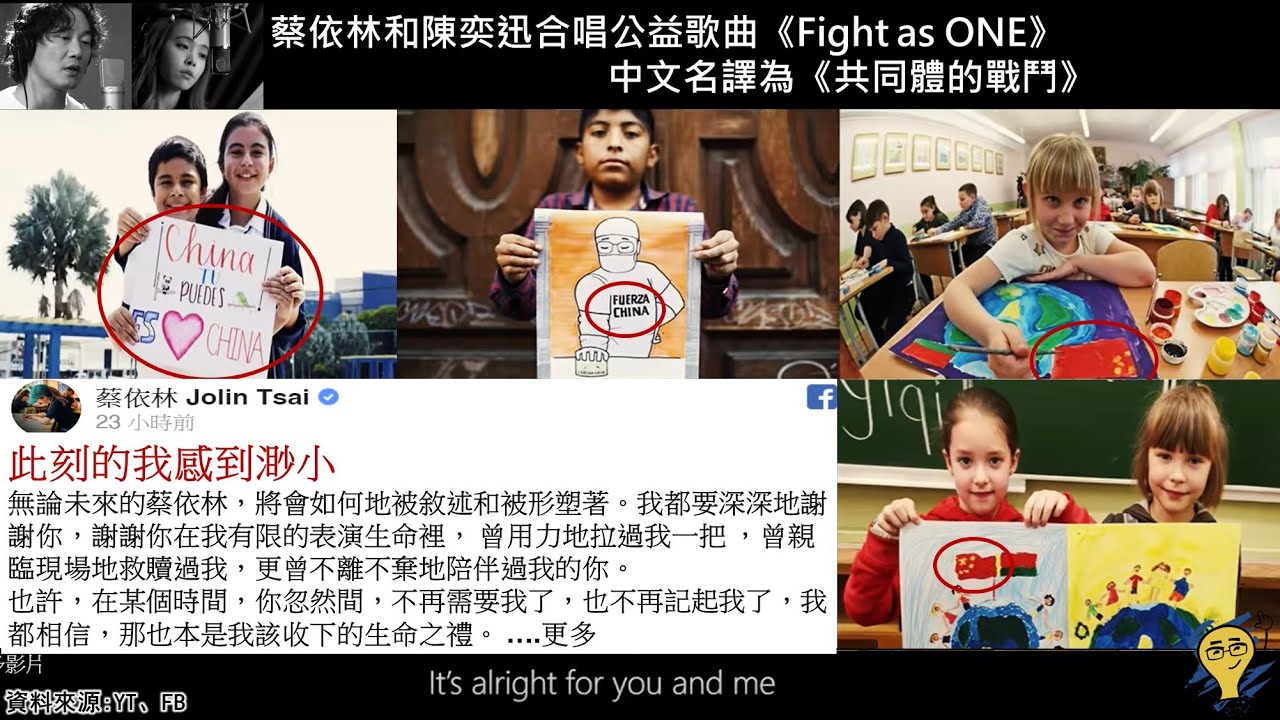 蔡依林和陳奕迅合唱公益歌曲《Fight as ONE》
中文名譯為《共同體的戰鬥》
China
TU
PUEDES
ES
CHINA
FUERZA
CHINA
蔡依林 Jolin Tsai
23 小時前
此刻的我感到渺小
無論未來的蔡依林，將會如何地被敘述和被形塑著。我都要深深地謝
謝你，謝謝你在我有限的表演生命裡， 曾用力地拉過我一把 ，曾親
臨現場地救贖過我，更曾不離不棄地陪伴過我的你。
也許，在某個時間，你忽然間，不再需要我了，也不再記起我了，我
都相信，那也本是我該收下的生命之禮。 ….更多
影片
It's alright for you and me
資料來源:YT、FB